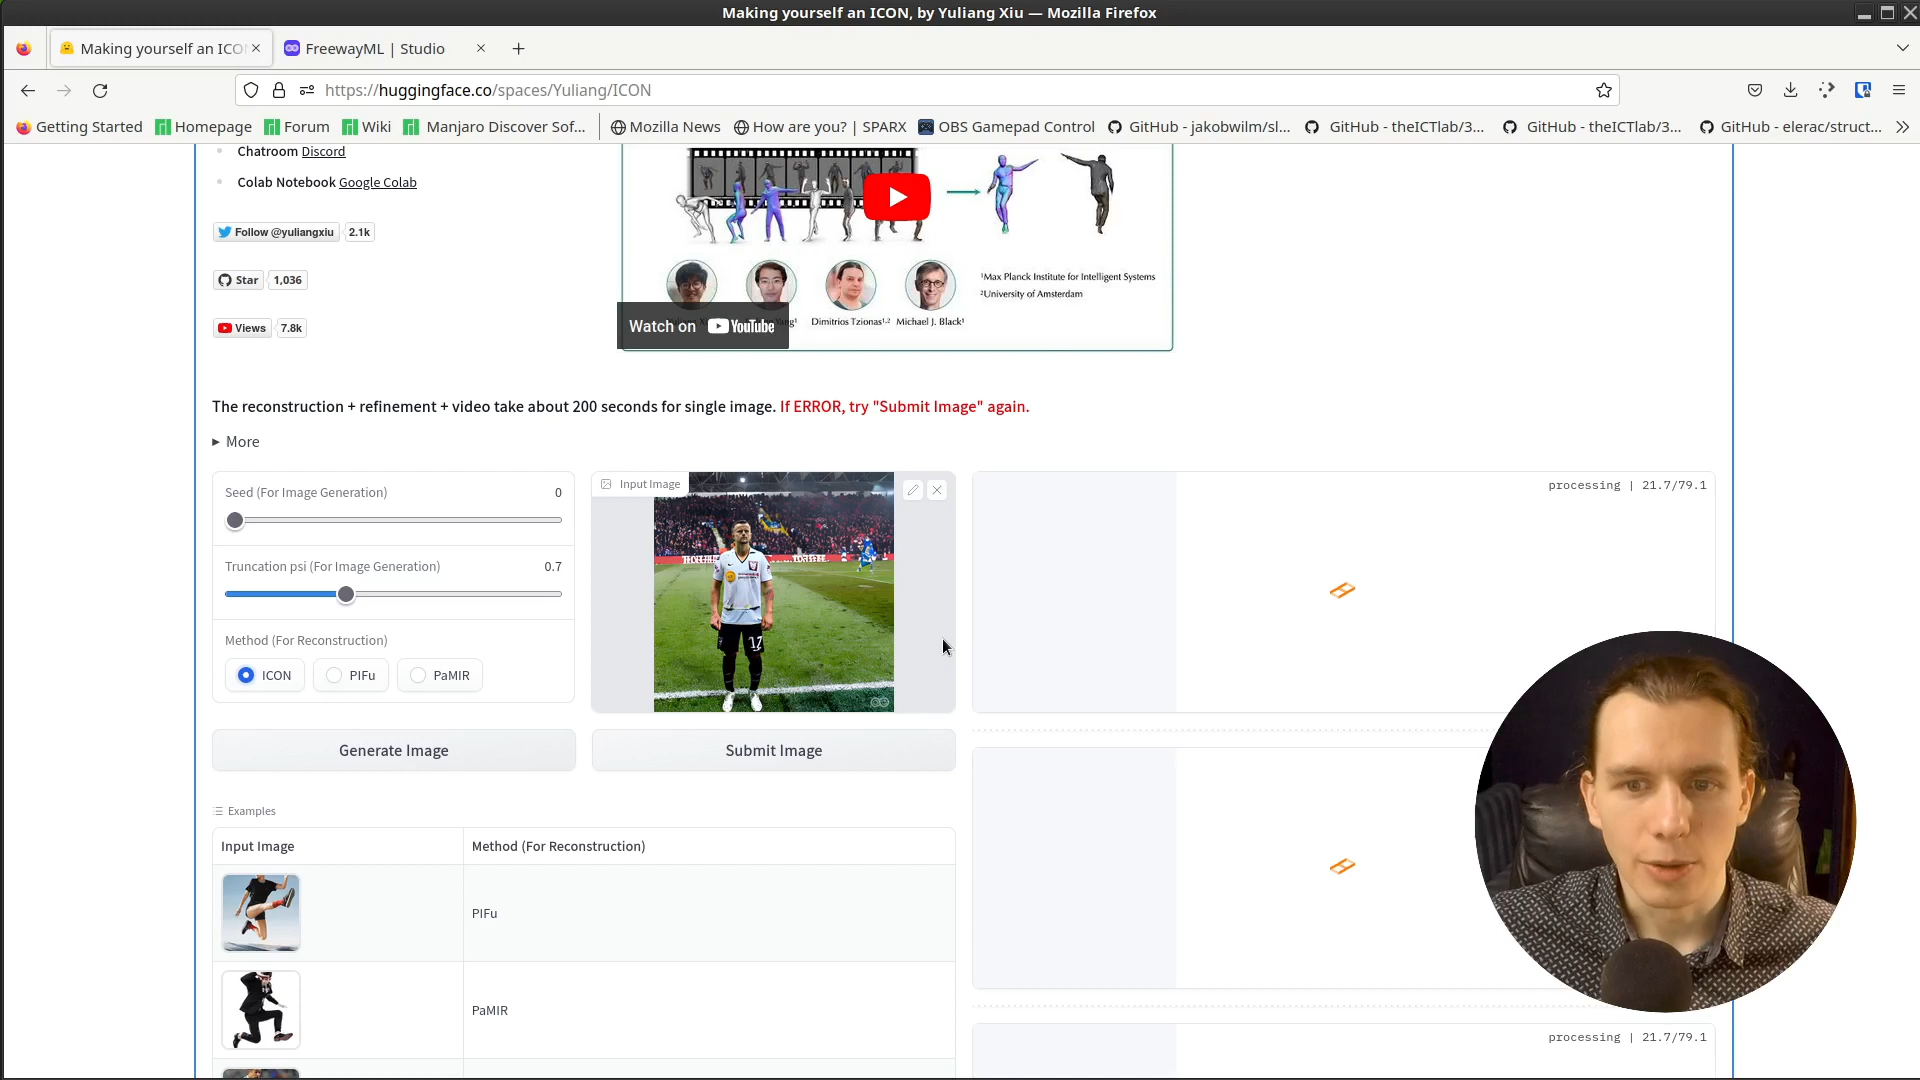 Making yourself an ICON, by Yuliang Xiu — Mozilla Firefox
Making yourself an ICO
FreewayML | Studio
https://huggingface.co/spaces/Yuliang/ICON
Getting Started
Homepage
Forum
Wiki
Manjaro Discover Sof...
Mozilla News
How are you? | SPARX
OBS Gamepad Control
GitHub - jakobwilm/sl...
GitHub - theICTlab/3...
GitHub - theICTlab/3...
GitHub - elerac/struct...
Chatroom Discord
Colab Notebook Google Colab
Follow @yuliangxiu 2.1k
Star 1,036
Views 7.8k
¹Max Planck Institute for Intelligent Systems
²University of Amsterdam
Dimitrios Tzionas¹·² Michael J. Black¹
Watch on YouTube
The reconstruction + refinement + video take about 200 seconds for single image. If ERROR, try "Submit Image" again.
More
Seed (For Image Generation) 0
Truncation psi (For Image Generation) 0.7
Method (For Reconstruction)
ICON
PIFu
PaMIR
Input Image
17
Generate Image
Submit Image
processing | 21.7/79.1
Examples
Input Image
Method (For Reconstruction)
PIFu
PaMIR
processing | 21.7/79.1